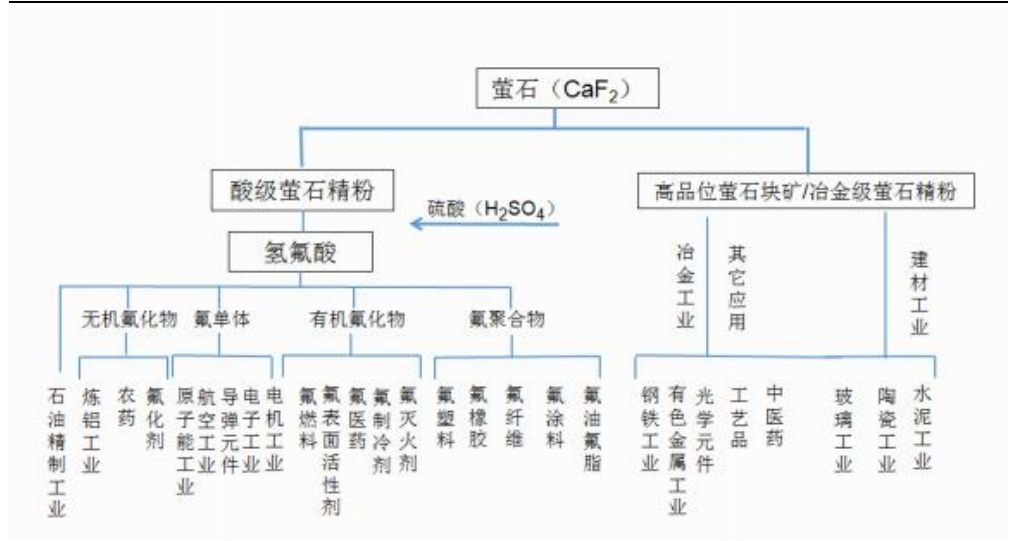 萤石（CaF₂）
酸级萤石精粉
高品位萤石块矿/冶金级萤石精粉
硫酸（H₂SO₄）
氢氟酸
冶金工业
其它应用
建材工业
无机氟化物
氟单体
有机氟化物
氟聚合物
石油精制工业
炼铝工业
农药
氟化剂
原子能工业
航空工业
导弹元件
电子工业
电机工业
氟燃料
氟表面活性剂
氟医药
氟制冷剂
氟灭火剂
氟塑料
氟橡胶
氟纤维
氟涂料
氟油氟脂
钢铁工业
有色金属工业
光学元件
工艺品
中医药
玻璃工业
陶瓷工业
水泥工业